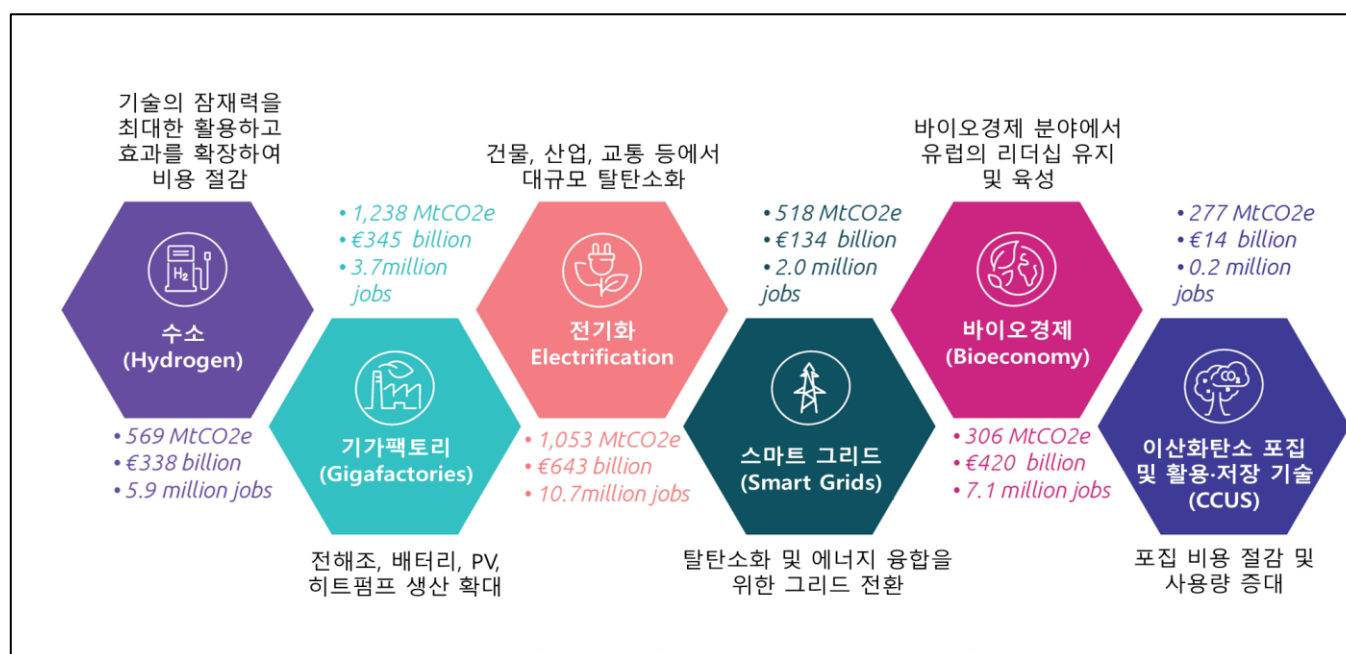 기술의 잠재력을
최대한 활용하고
효과를 확장하여
비용 절감
H₂
수소
(Hydrogen)
• 569 MtCO2e
• €338 billion
• 5.9 million jobs
• 1,238 MtCO2e
• €345 billion
• 3.7million
jobs
기가팩토리
(Gigafactories)
전해조, 배터리, PV,
히트펌프 생산 확대
건물, 산업, 교통 등에서
대규모 탈탄소화
전기화
Electrification
• 1,053 MtCO2e
• €643 billion
• 10.7million jobs
• 518 MtCO2e
• €134 billion
• 2.0 million
jobs
스마트 그리드
(Smart Grids)
탈탄소화 및 에너지 융합을
위한 그리드 전환
바이오경제 분야에서
유럽의 리더십 유지
및 육성
바이오경제
(Bioeconomy)
• 306 MtCO2e
• €420 billion
• 7.1 million jobs
• 277 MtCO2e
• €14 billion
• 0.2 million
jobs
CO₂
이산화탄소 포집
및 활용·저장 기술
(CCUS)
포집 비용 절감 및
사용량 증대